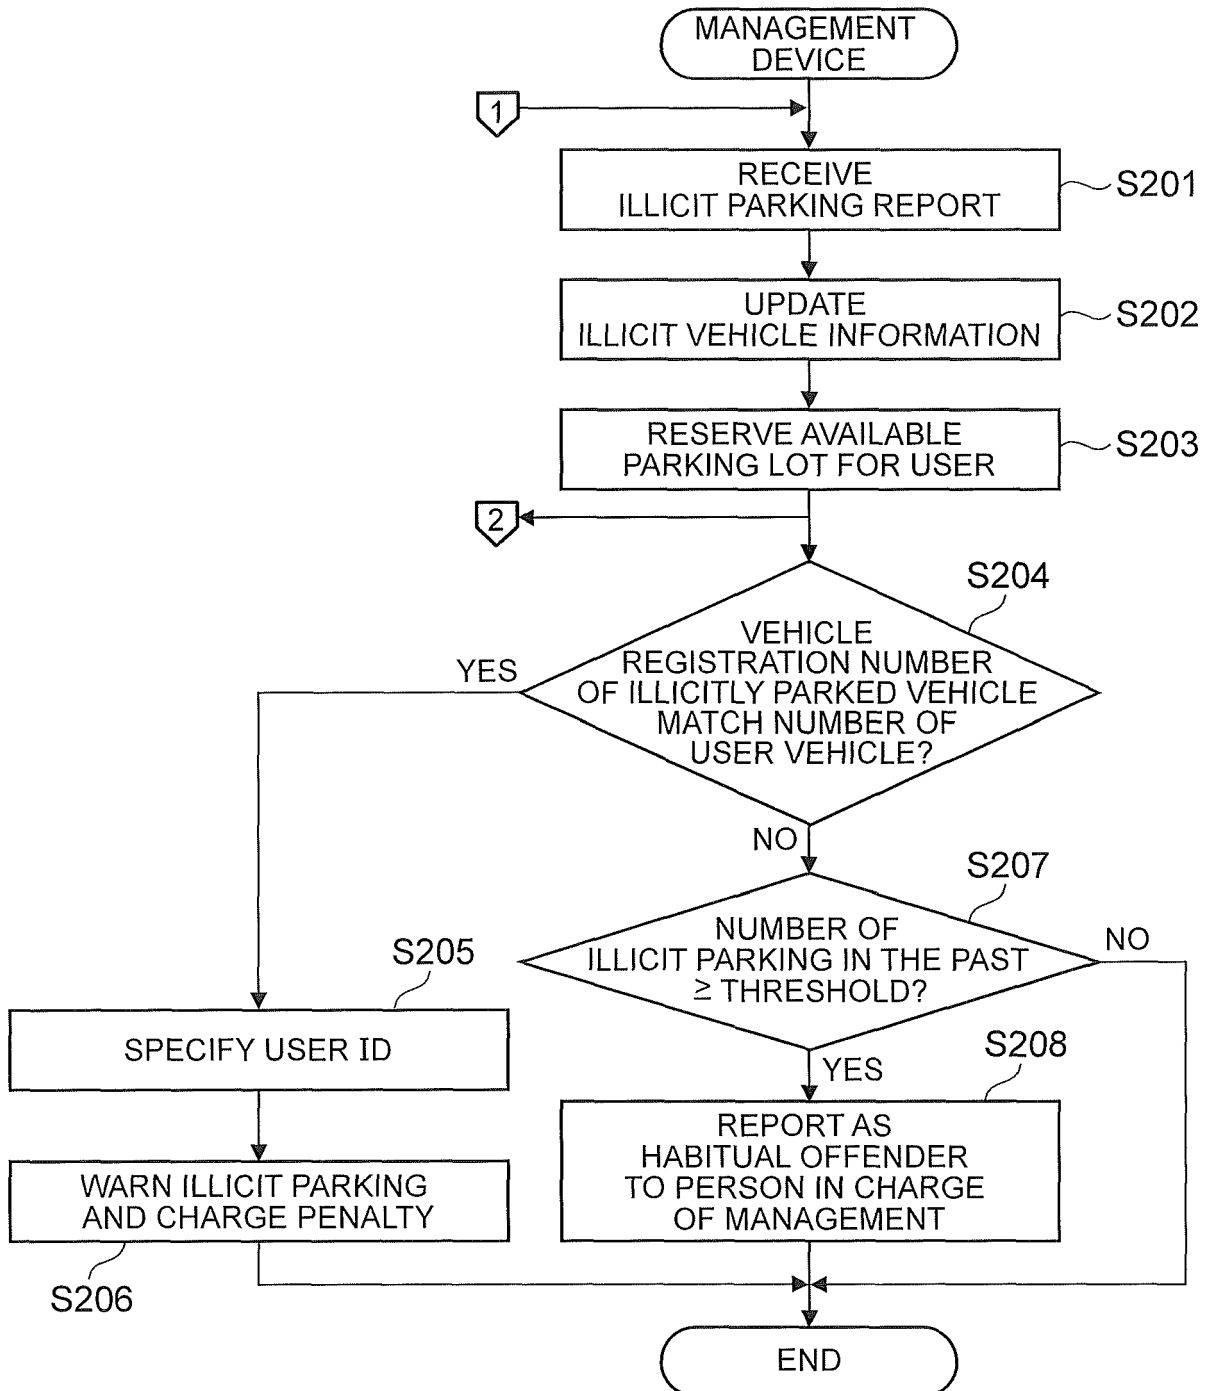 MANAGEMENT
DEVICE
1
RECEIVE
ILLICIT PARKING REPORT
S201
UPDATE
ILLICIT VEHICLE INFORMATION
S202
RESERVE AVAILABLE
PARKING LOT FOR USER
S203
2
S204
VEHICLE
REGISTRATION NUMBER
OF ILLICITLY PARKED VEHICLE
MATCH NUMBER OF
USER VEHICLE?
YES
NO
S207
NUMBER OF
ILLICIT PARKING IN THE PAST
≥ THRESHOLD?
NO
S205
SPECIFY USER ID
YES
S208
REPORT AS
HABITUAL OFFENDER
TO PERSON IN CHARGE
OF MANAGEMENT
WARN ILLICIT PARKING
AND CHARGE PENALTY
S206
END